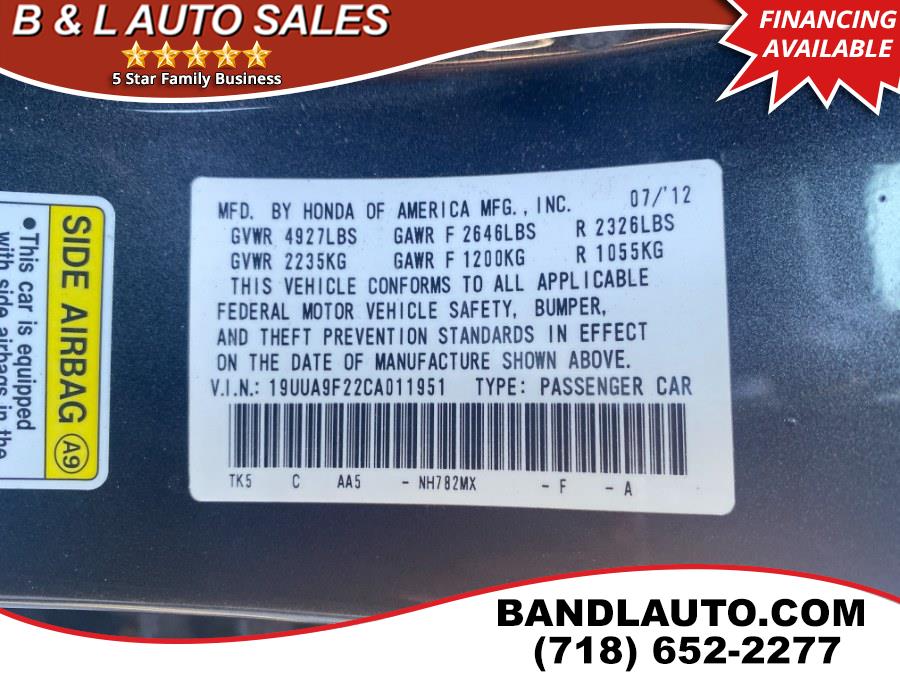 B & L AUTO SALES
5 Star Family Business
FINANCING
AVAILABLE
SIDE AIRBAG A9
•This car is equipped
with side airbags in the
MFD. BY HONDA OF AMERICA MFG., INC. 07/'12
GVWR 4927LBS GAWR F 2646LBS R 2326LBS
GVWR 2235KG GAWR F 1200KG R 1055KG
THIS VEHICLE CONFORMS TO ALL APPLICABLE
FEDERAL MOTOR VEHICLE SAFETY, BUMPER,
AND THEFT PREVENTION STANDARDS IN EFFECT
ON THE DATE OF MANUFACTURE SHOWN ABOVE.
V.I.N.: 19UUA9F22CA011951 TYPE: PASSENGER CAR
TK5 C AA5 - NH782MX - F - A
BANDLAUTO.COM
(718) 652-2277